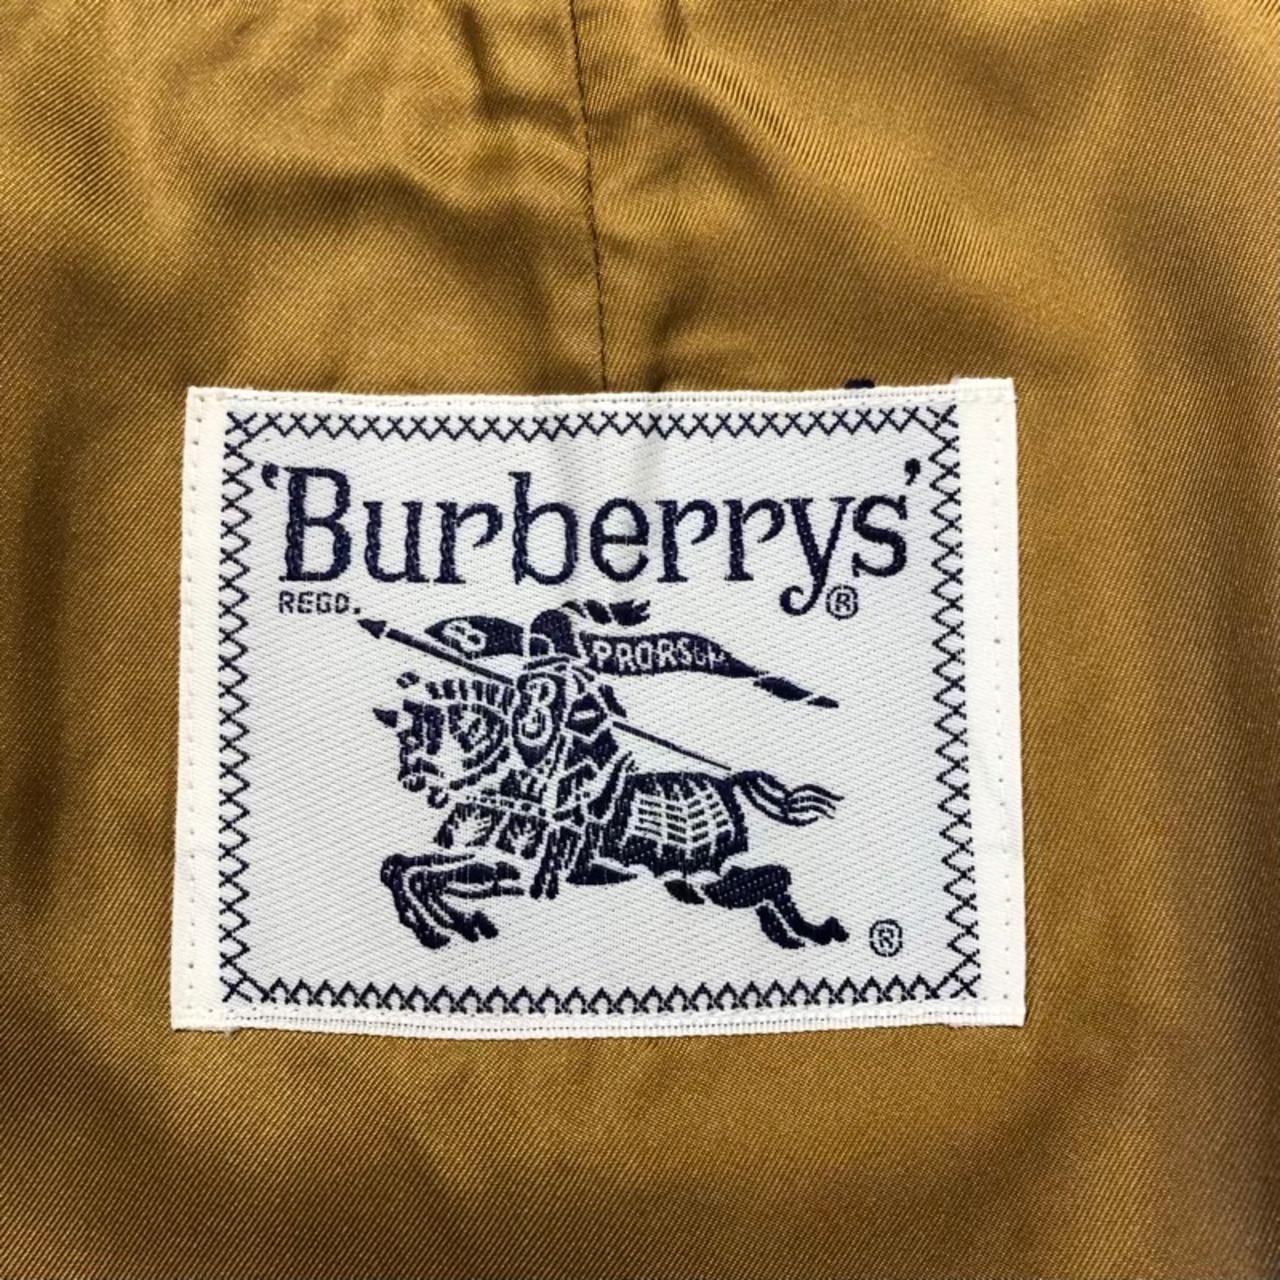 'Burberrys'
REGD. ®
B PRORSUM
B
®